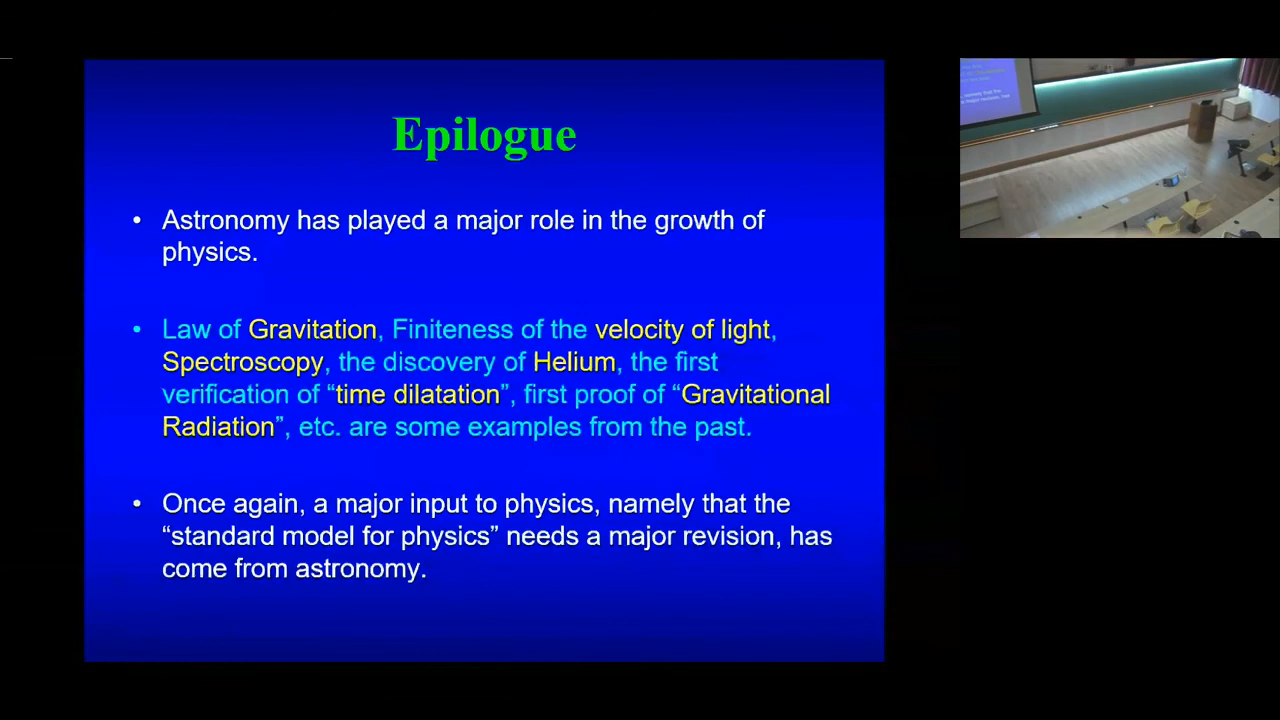 Epilogue
• Astronomy has played a major role in the growth of
physics.
• Law of Gravitation, Finiteness of the velocity of light,
Spectroscopy, the discovery of Helium, the first
verification of “time dilatation”, first proof of “Gravitational
Radiation”, etc. are some examples from the past.
• Once again, a major input to physics, namely that the
“standard model for physics” needs a major revision, has
come from astronomy.